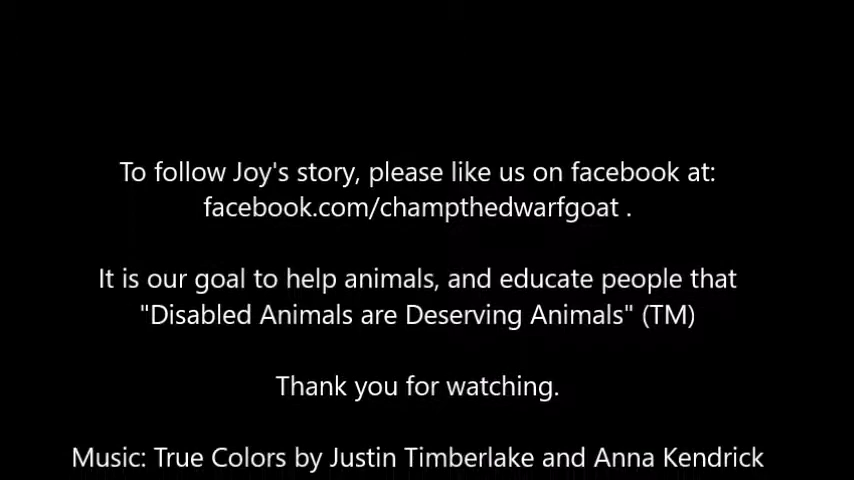 To follow Joy's story, please like us on facebook at:
facebook.com/champthedwarfgoat .
It is our goal to help animals, and educate people that
"Disabled Animals are Deserving Animals" (TM)
Thank you for watching.
Music: True Colors by Justin Timberlake and Anna Kendrick